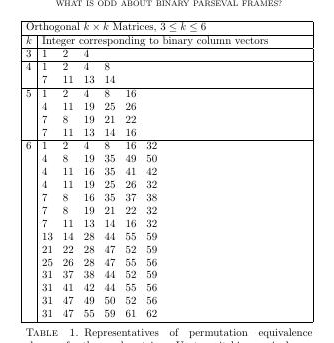 WHAT IS ODD ABOUT BINARY PARSEVAL FRAMES?
Orthogonal k × k Matrices, 3 ≤ k ≤ 6
k Integer corresponding to binary column vectors
3 1 2 4
4 1 2 4 8
7 11 13 14
5 1 2 4 8 16
4 11 19 25 26
7 8 19 21 22
7 11 13 14 16
6 1 2 4 8 16 32
4 8 19 35 49 50
4 11 16 35 41 42
4 11 19 25 26 32
7 8 16 35 37 38
7 8 19 21 22 32
7 11 13 14 16 32
13 14 28 44 55 59
21 22 28 47 52 59
25 26 28 47 55 56
31 37 38 44 52 59
31 41 42 44 55 56
31 47 49 50 52 56
31 47 55 59 61 62
TABLE 1. Representatives of permutation equivalence